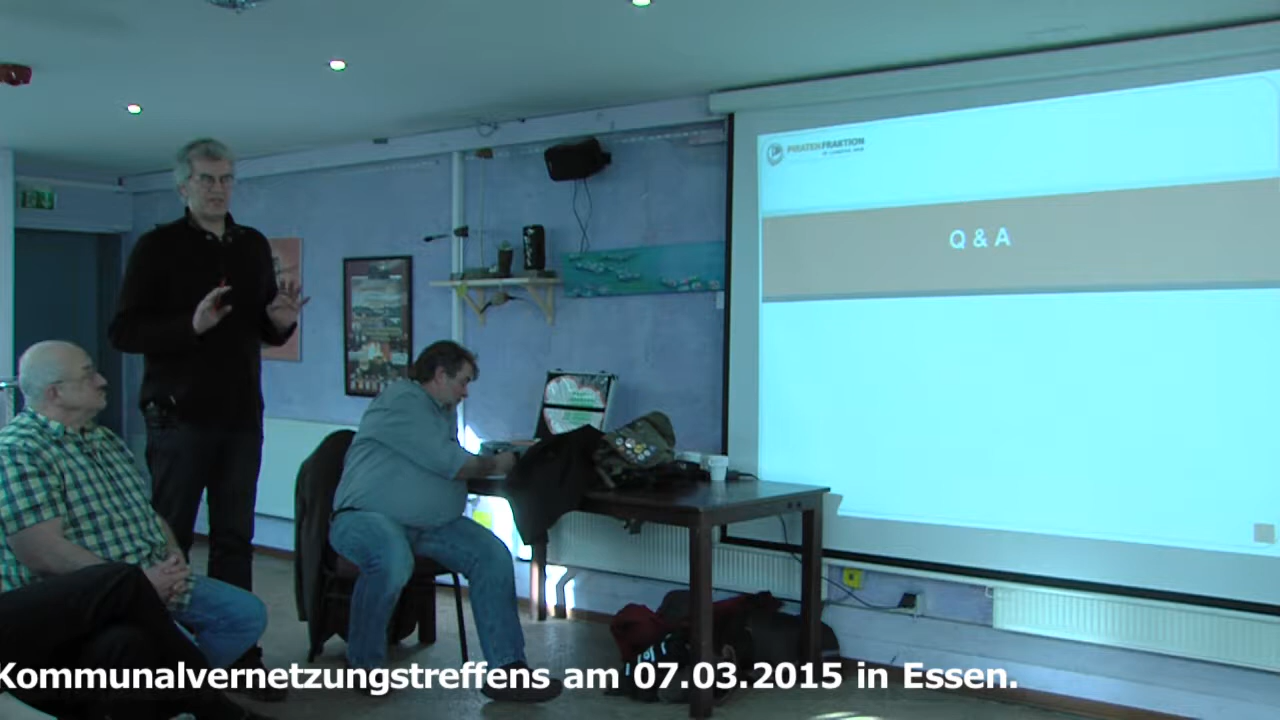 PIRATENFRAKTION
Q & A
Kommunalvernetzungstreffens am 07.03.2015 in Essen.